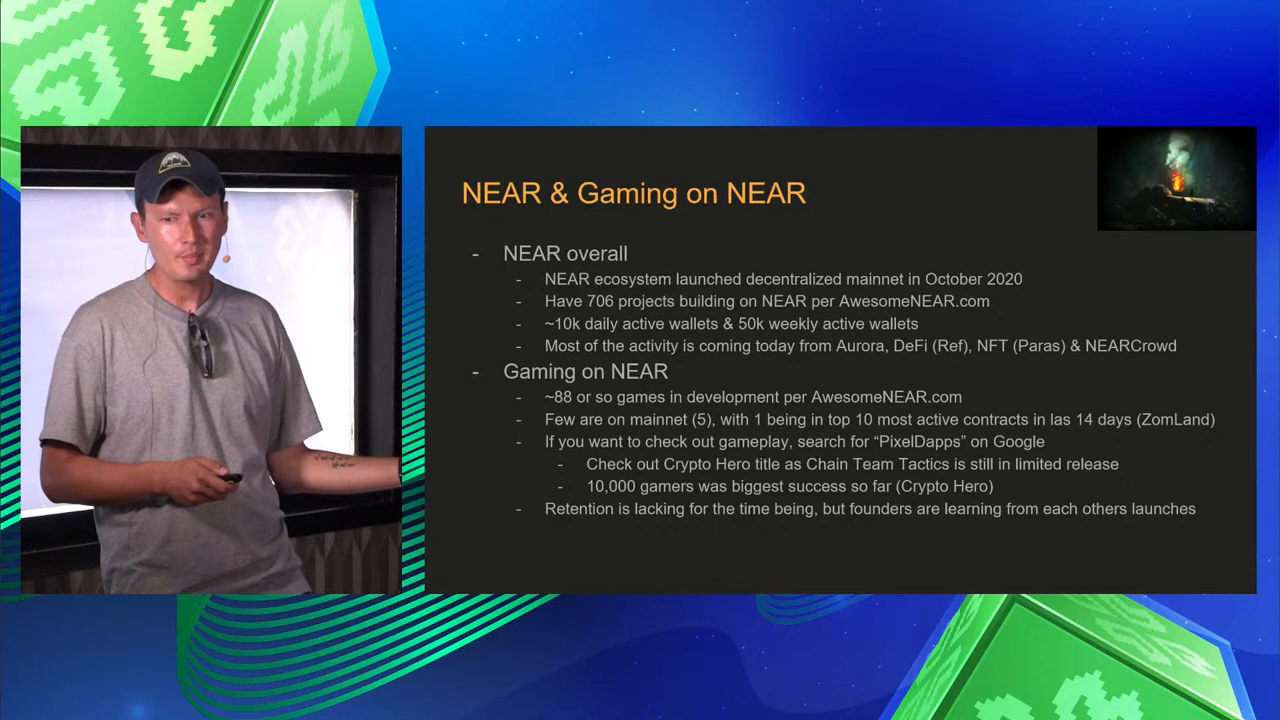 NEAR & Gaming on NEAR
- NEAR overall
- NEAR ecosystem launched decentralized mainnet in October 2020
- Have 706 projects building on NEAR per AwesomeNEAR.com
- ~10k daily active wallets & 50k weekly active wallets
- Most of the activity is coming today from Aurora, DeFi (Ref), NFT (Paras) & NEARCrowd
- Gaming on NEAR
- ~88 or so games in development per AwesomeNEAR.com
- Few are on mainnet (5), with 1 being in top 10 most active contracts in las 14 days (ZomLand)
- If you want to check out gameplay, search for “PixelDapps” on Google
- Check out Crypto Hero title as Chain Team Tactics is still in limited release
- 10,000 gamers was biggest success so far (Crypto Hero)
- Retention is lacking for the time being, but founders are learning from each others launches